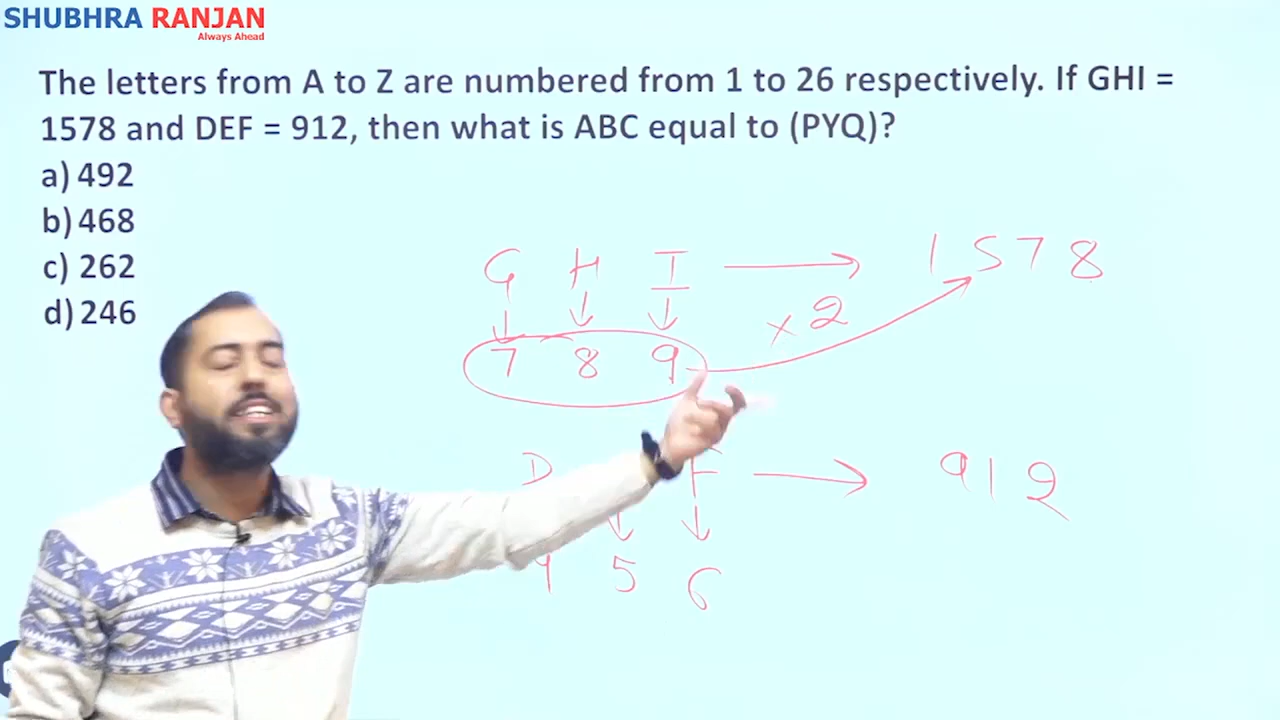 SHUBHRA RANJAN
Always Ahead
The letters from A to Z are numbered from 1 to 26 respectively. If GHI =
1578 and DEF = 912, then what is ABC equal to (PYQ)?
a) 492
b) 468
c) 262
d) 246
G H I → 1578
× 2
7 8 9
D F → 912
4 5 6